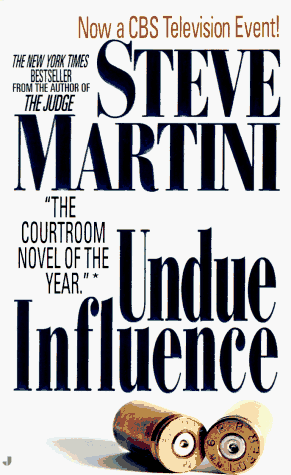 Now a CBS Television Event!
THE NEW YORK TIMES
BESTSELLER
FROM THE AUTHOR OF
THE JUDGE
STEVE
MARTINI
"THE
COURTROOM
NOVEL OF THE
YEAR."*
Undue
Influence
J